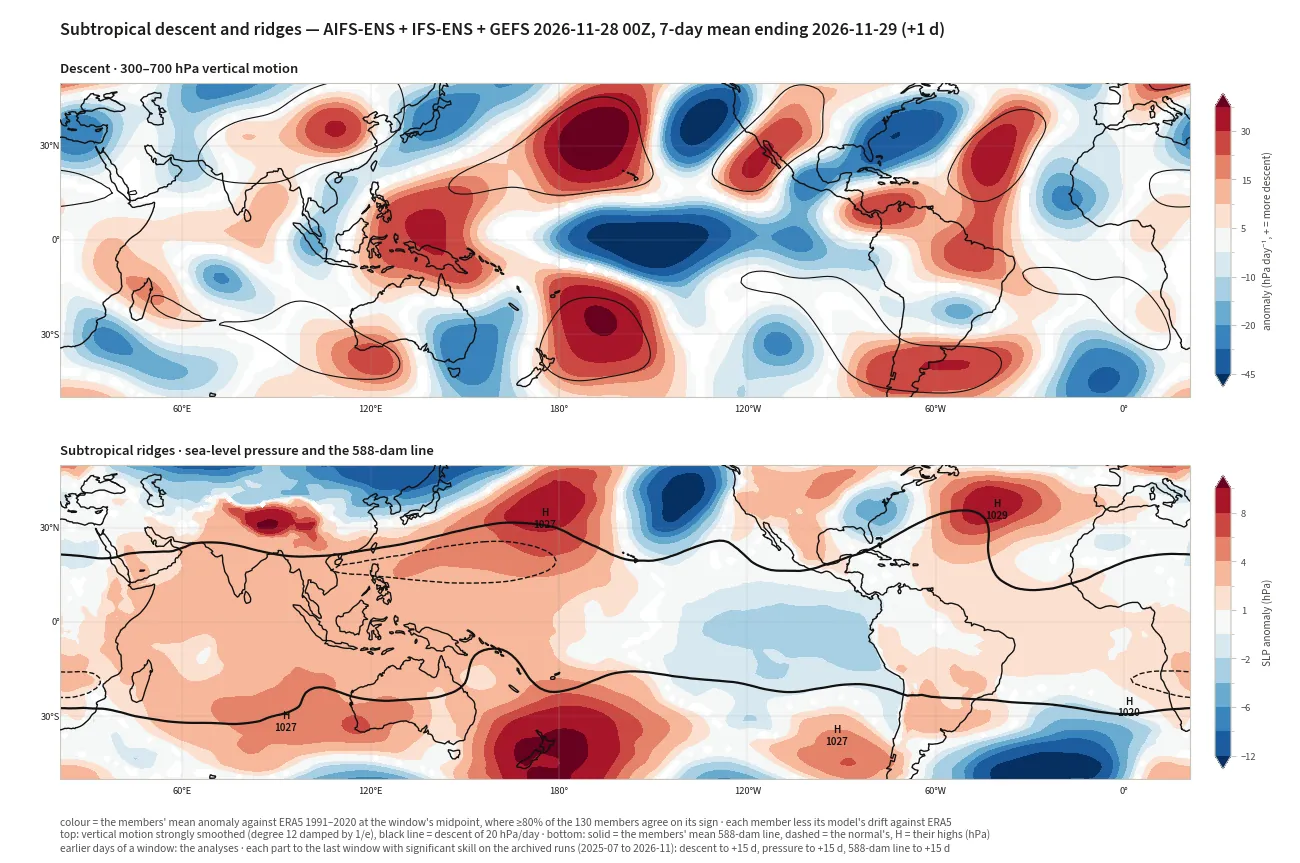 Subtropical descent and ridges — AIFS-ENS + IFS-ENS + GEFS 2026-11-28 00Z, 7-day mean ending 2026-11-29 (+1 d)
Descent · 300–700 hPa vertical motion
30°N
0°
30°S
60°E
120°E
180°
120°W
60°W
0°
30
15
5
−10
−20
−45
anomaly (hPa day⁻¹, + = more descent)
Subtropical ridges · sea-level pressure and the 588-dam line
30°N
0°
30°S
H
1027
H
1029
H
1027
H
1027
H
1020
60°E
120°E
180°
120°W
60°W
0°
8
4
1
−2
−6
−12
SLP anomaly (hPa)
colour = the members' mean anomaly against ERA5 1991–2020 at the window's midpoint, where ≥80% of the 130 members agree on its sign · each member less its model's drift against ERA5
top: vertical motion strongly smoothed (degree 12 damped by 1/e), black line = descent of 20 hPa/day · bottom: solid = the members' mean 588-dam line, dashed = the normal's, H = their highs (hPa)
earlier days of a window: the analyses · each part to the last window with significant skill on the archived runs (2025-07 to 2026-11): descent to +15 d, pressure to +15 d, 588-dam line to +15 d